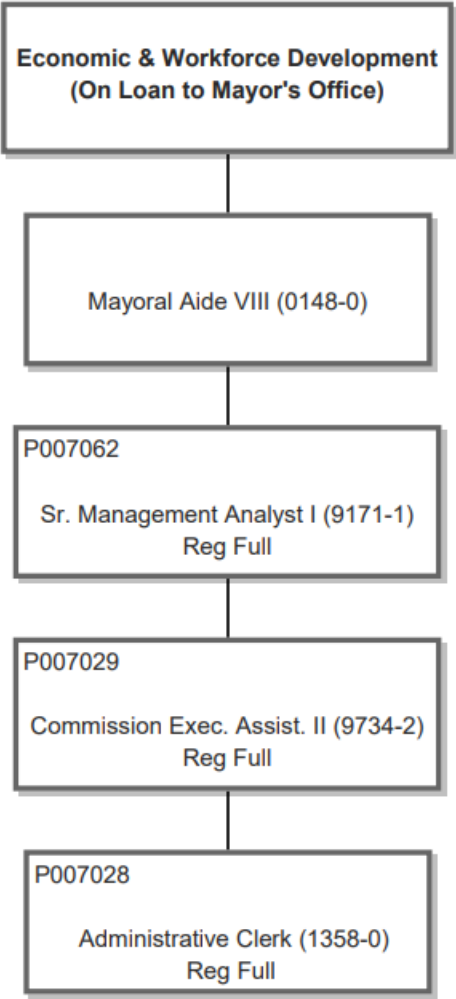 Economic & Workforce Development
(On Loan to Mayor's Office)
Mayoral Aide VIII (0148-0)
P007062
Sr. Management Analyst I (9171-1)
Reg Full
P007029
Commission Exec. Assist. II (9734-2)
Reg Full
P007028
Administrative Clerk (1358-0)
Reg Full